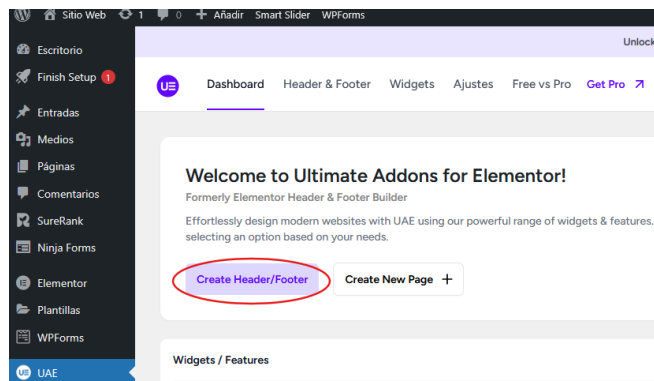 Sitio Web 1 0 + Añadir Smart Slider WPForms
Unlock
Escritorio
Finish Setup 1
Entradas
Medios
Páginas
Comentarios
SureRank
Ninja Forms
Elementor
Plantillas
WPForms
UAE
UE Dashboard Header & Footer Widgets Ajustes Free vs Pro Get Pro
Welcome to Ultimate Addons for Elementor!
Formerly Elementor Header & Footer Builder
Effortlessly design modern websites with UAE using our powerful range of widgets & features.
selecting an option based on your needs.
Create Header/Footer Create New Page +
Widgets / Features